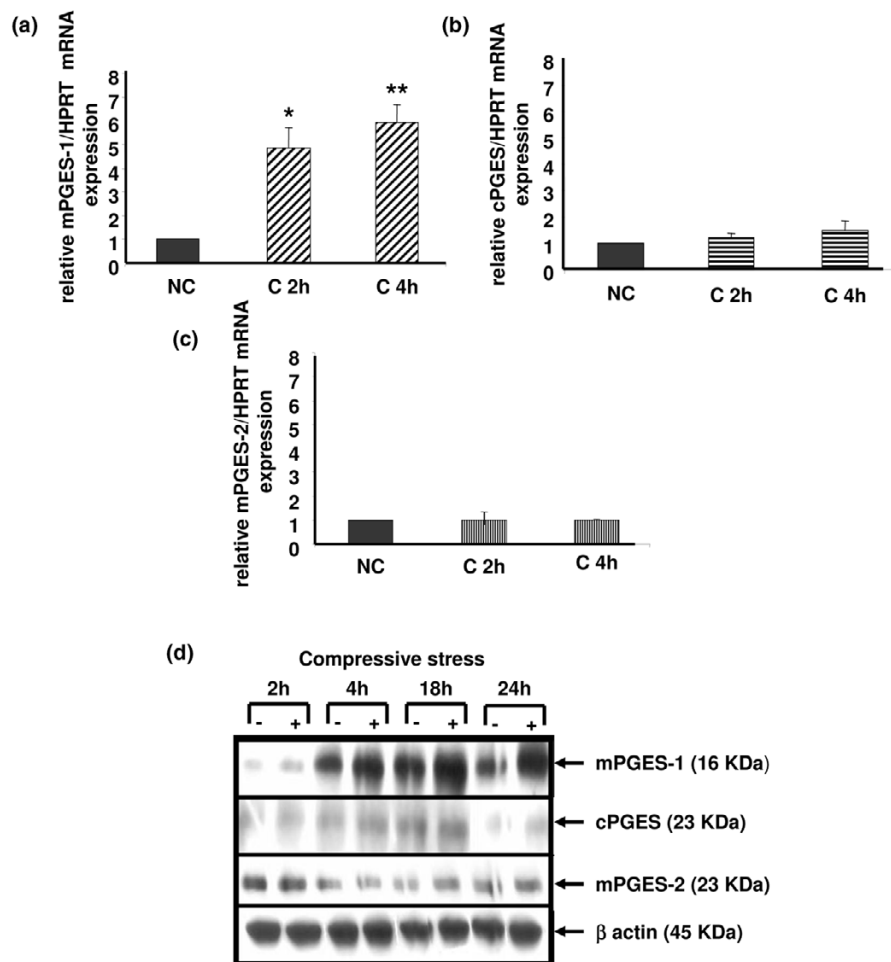 (a)
relative mPGES-1/HPRT mRNA
expression
8
7
6
5
4
3
2
1
0
*
**
NC
C 2h
C 4h
(b)
relative cPGES/HPRT mRNA
expression
8
7
6
5
4
3
2
1
0
NC
C 2h
C 4h
(c)
relative mPGES-2/HPRT mRNA
expression
8
7
6
5
4
3
2
1
0
NC
C 2h
C 4h
(d)
Compressive stress
2h 4h 18h 24h
- + - + - + - +
mPGES-1 (16 KDa)
cPGES (23 KDa)
mPGES-2 (23 KDa)
β actin (45 KDa)